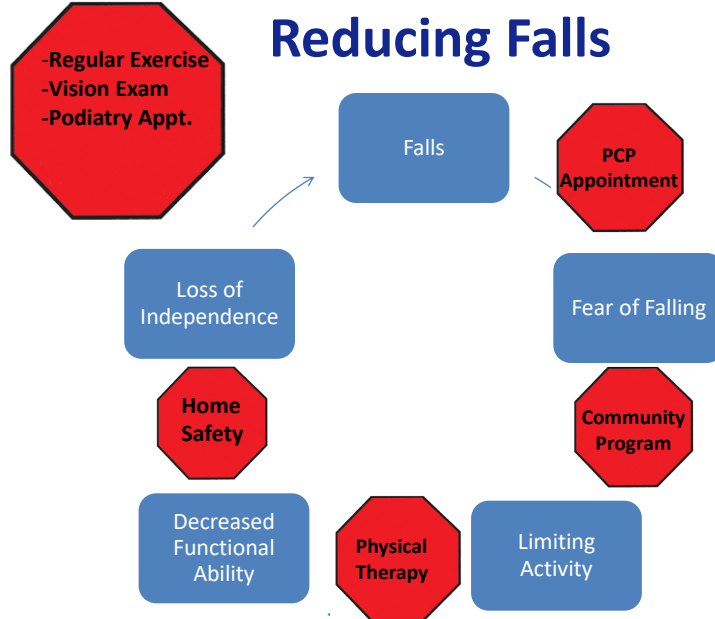 Reducing Falls
-Regular Exercise
-Vision Exam
-Podiatry Appt.
Falls
PCP
Appointment
Fear of Falling
Community
Program
Limiting
Activity
Physical
Therapy
Decreased
Functional
Ability
Home
Safety
Loss of
Independence